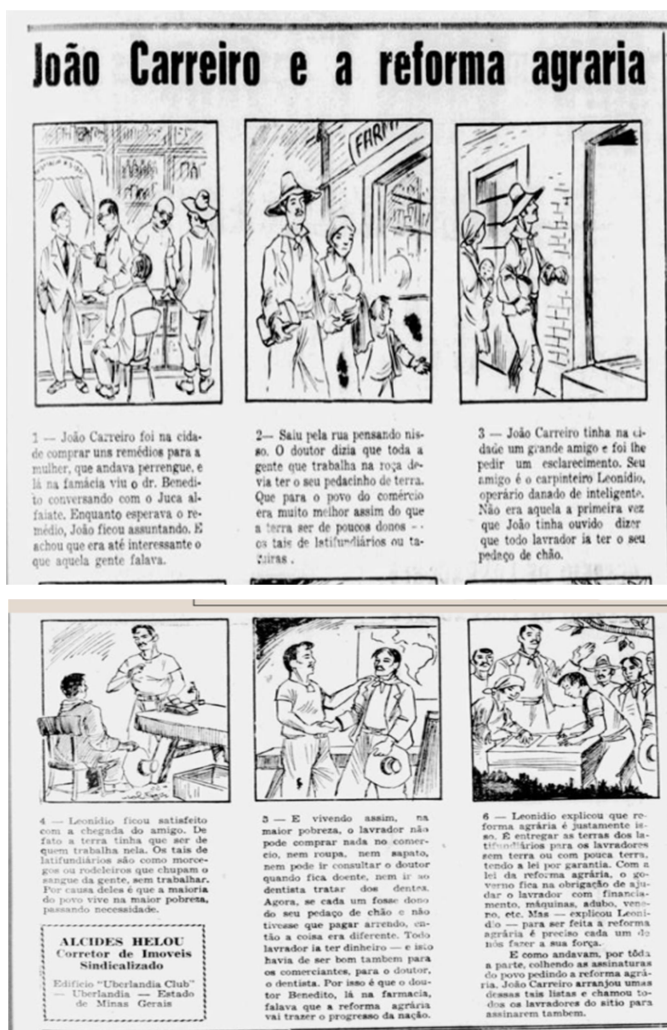 João Carreiro e a reforma agraria
FARM
1 — João Carreiro foi na cida-
de comprar uns remédios para a
mulher, que andava perrengue, e
lá na famácia viu o dr. Benedi-
to conversando com o Juca al-
faiate. Enquanto esperava o re-
médio, João ficou assuntando. E
achou que era até interessante o
que aquela gente falava.
2— Saiu pela rua pensando nis-
so. O doutor dizia que toda a
gente que trabalha na roça de-
via ter o seu pedacinho de terra.
Que para o povo do comércio
era muito melhor assim do que
a terra ser de poucos donos --
os tais de latifundiários ou ta-
tuiras .
3 — João Carreiro tinha na ci-
dade um grande amigo e foi lhe
pedir um esclarecimento. Seu
amigo é o carpinteiro Leonídio,
operário danado de inteligente.
Não era aquela a primeira vez
que João tinha ouvido dizer
que todo lavrador ia ter o seu
pedaço de chão.
4 — Leonídio ficou satisfeito
com a chegada do amigo. De
fato a terra tinha que ser de
quem trabalha nela. Os tais de
latifundiários são como morce-
gos ou rodeleiros que chupam o
sangue da gente, sem trabalhar.
Por causa deles é que a maioria
do povo vive na maior pobreza,
passando necessidade.
ALCIDES HELOU
Corretor de Imoveis
Sindicalizado
Edifício "Uberlandia Club"
— Uberlandia — Estado
de Minas Gerais
5 — E vivendo assim, na
maior pobreza, o lavrador não
pode comprar nada no comer-
cio, nem roupa, nem sapato,
nem pode ir consultar o doutor
quando fica doente, nem ir ao
dentista tratar dos dentes.
Agora, se cada um fosse dono
do seu pedaço de chão e não
tivesse que pagar arrendo, en-
tão a coisa era diferente. Todo
lavrador ia ter dinheiro — e isto
havia de ser bom tambem para
os comerciantes, para o doutor,
o dentista. Por isso é que o dou-
tor Benedito, lá na farmacia,
falava que a reforma agrária
vai trazer o progresso da nação.
6 — Leonidio explicou que re-
forma agrária é justamente is-
so. É entregar as terras dos la-
tifundiários para os lavradores
sem terra ou com pouca terra,
tendo a lei por garantia. Com a
lei da reforma agrária, o go-
verno fica na obrigação de aju-
dar o lavrador com financia-
mento, máquinas, adubo, vene-
no, etc. Mas — explicou Leoni-
dio — para ser feita a reforma
agrária é preciso cada um de
nós fazer a sua força.
E como andavam, por tôda
a parte, colhendo as assinaturas
do povo pedindo a reforma agrá-
ria, João Carreiro arranjou umas
dessas tais listas e chamou to-
dos os lavradores do sitio para
assinarem tambem.